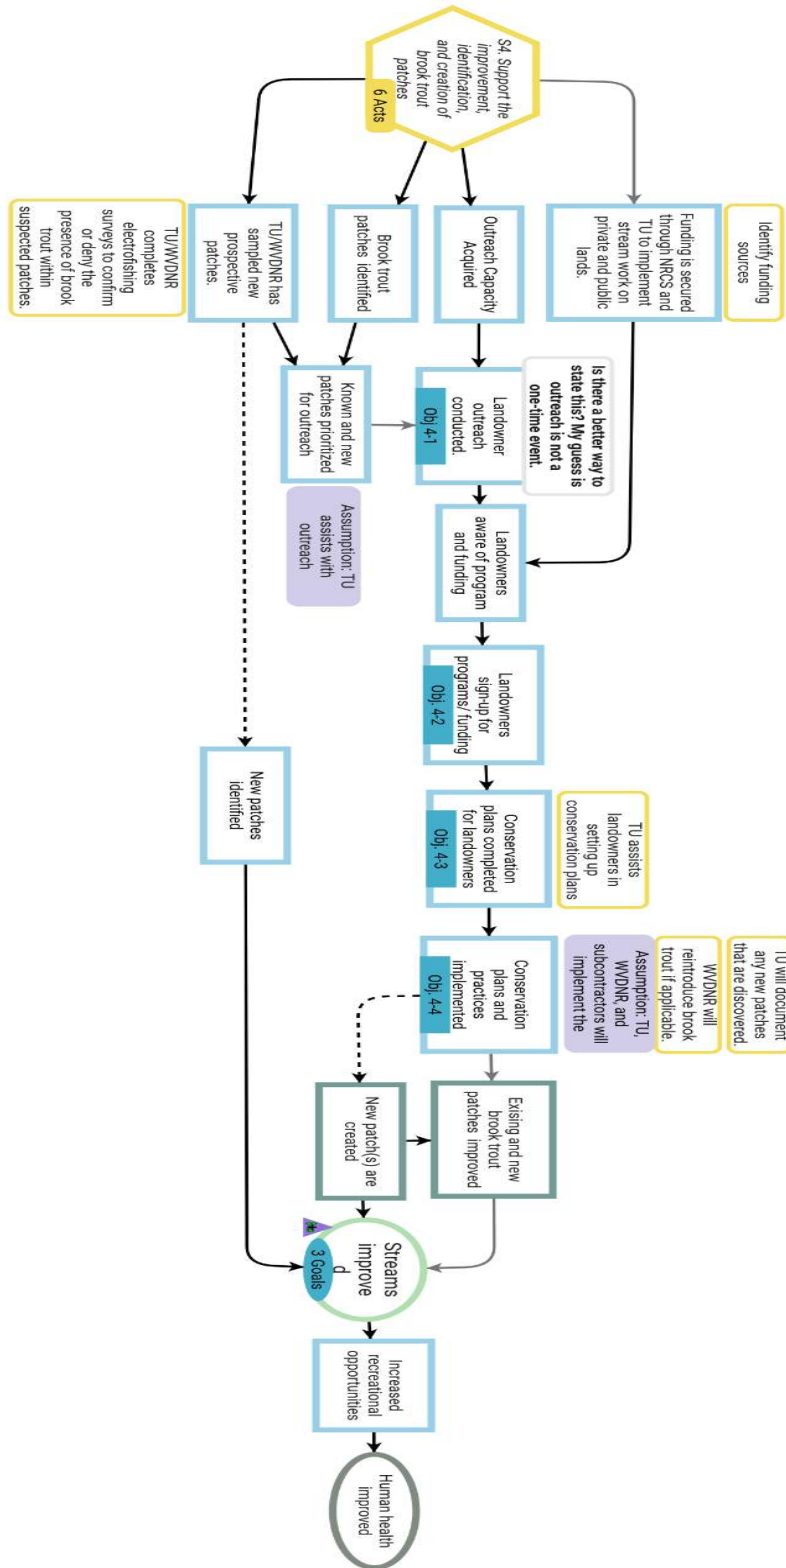 S4. Support the
improvement,
identification,
and creation of
brook trout
patches
6 Acts
Identify funding
sources
Funding is secured
through NRCS and
TU to implement
stream work on
private and public
lands.
Outreach Capacity
Acquired
Brook trout
patches identified
TU/WVDNR has
sampled new
prospective
patches.
TU/WVDNR
completes
electrofishing
surveys to confirm
or deny the
presence of brook
trout within
suspected patches.
Is there a better way to
state this? My guess is
outreach is not a
one-time event.
Landowner
outreach
conducted.
Obj 4-1
Known and new
patches prioritized
for outreach
Assumption: TU
assists with
outreach
Landowners
aware of program
and funding
Landowners
sign-up for
programs/ funding
Obj. 4-2
New patches
identified
TU assists
landowners in
setting up
conservation plans
Conservation
plans completed
for landowners
Obj. 4-3
TU will document
any new patches
that are discovered.
WVDNR will
reintroduce brook
trout if applicable.
Assumption: TU,
WVDNR, and
subcontractors will
implement the
Conservation
plans and
practices
implemented
Obj. 4-4
Exising and new
brook trout
patches improved
New patch(s) are
created
Streams
improve
d
3 Goals
Increased
recreational
opportunities
Human health
improved